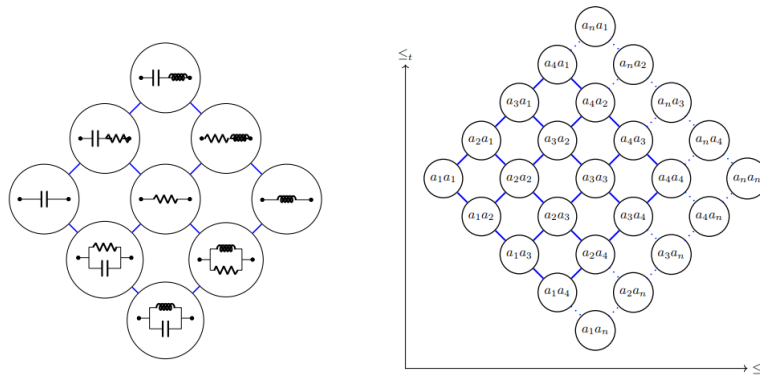 aₙa₁
≤ₜ
a₄a₁ aₙa₂
a₃a₁ a₄a₂ aₙa₃
a₂a₁ a₃a₂ a₄a₃ aₙa₄
a₁a₁ a₂a₂ a₃a₃ a₄a₄ aₙaₙ
a₁a₂ a₂a₃ a₃a₄ a₄aₙ
a₁a₃ a₂a₄ a₃aₙ
a₁a₄ a₂aₙ
a₁aₙ
≤